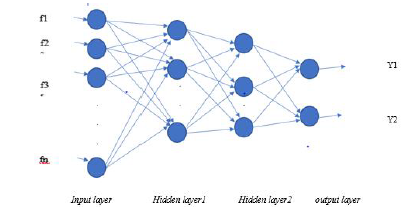 f1
f2
f3
fn
Y1
Y2
Input layer
Hidden layer1
Hidden layer2
output layer